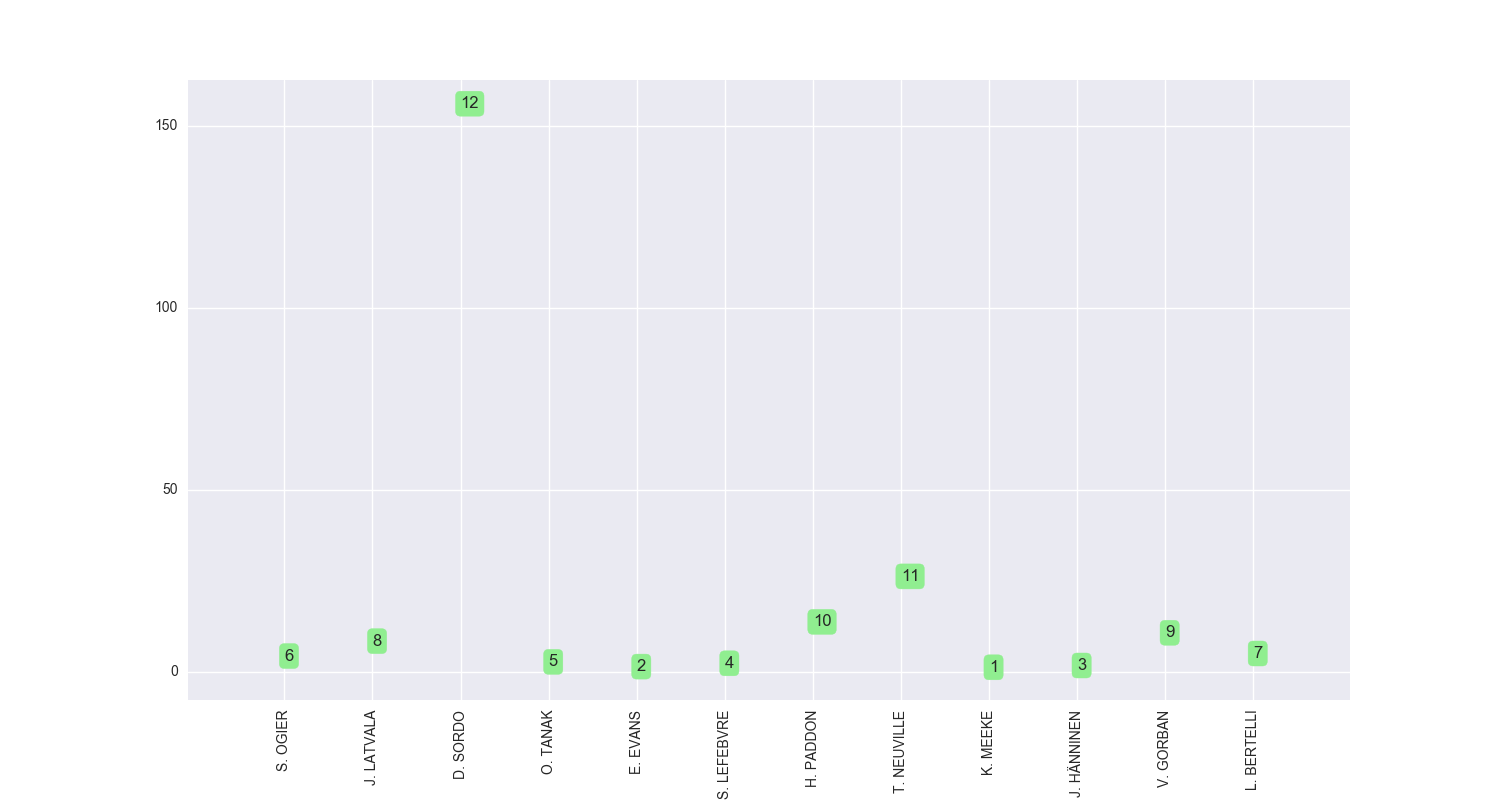 150
100
50
0
12
11
10
9
8
7
6
5
4
3
2
1
S. OGIER
J. LATVALA
D. SORDO
O. TANAK
E. EVANS
S. LEFEBVRE
H. PADDON
T. NEUVILLE
K. MEEKE
J. HÄNNINEN
V. GORBAN
L. BERTELLI